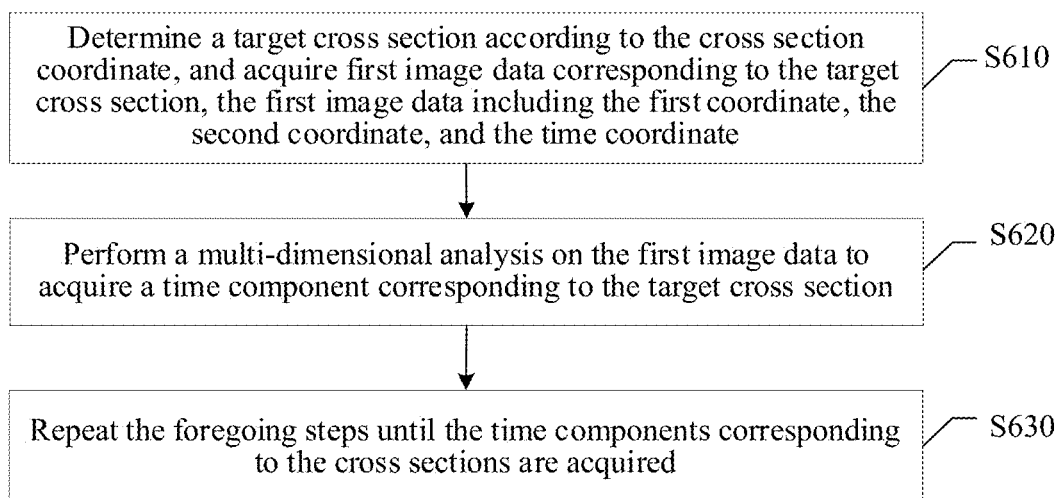 Determine a target cross section according to the cross section
coordinate, and acquire first image data corresponding to the target
cross section, the first image data including the first coordinate, the
second coordinate, and the time coordinate
S610
Perform a multi-dimensional analysis on the first image data to
acquire a time component corresponding to the target cross section
S620
Repeat the foregoing steps until the time components corresponding
to the cross sections are acquired
S630